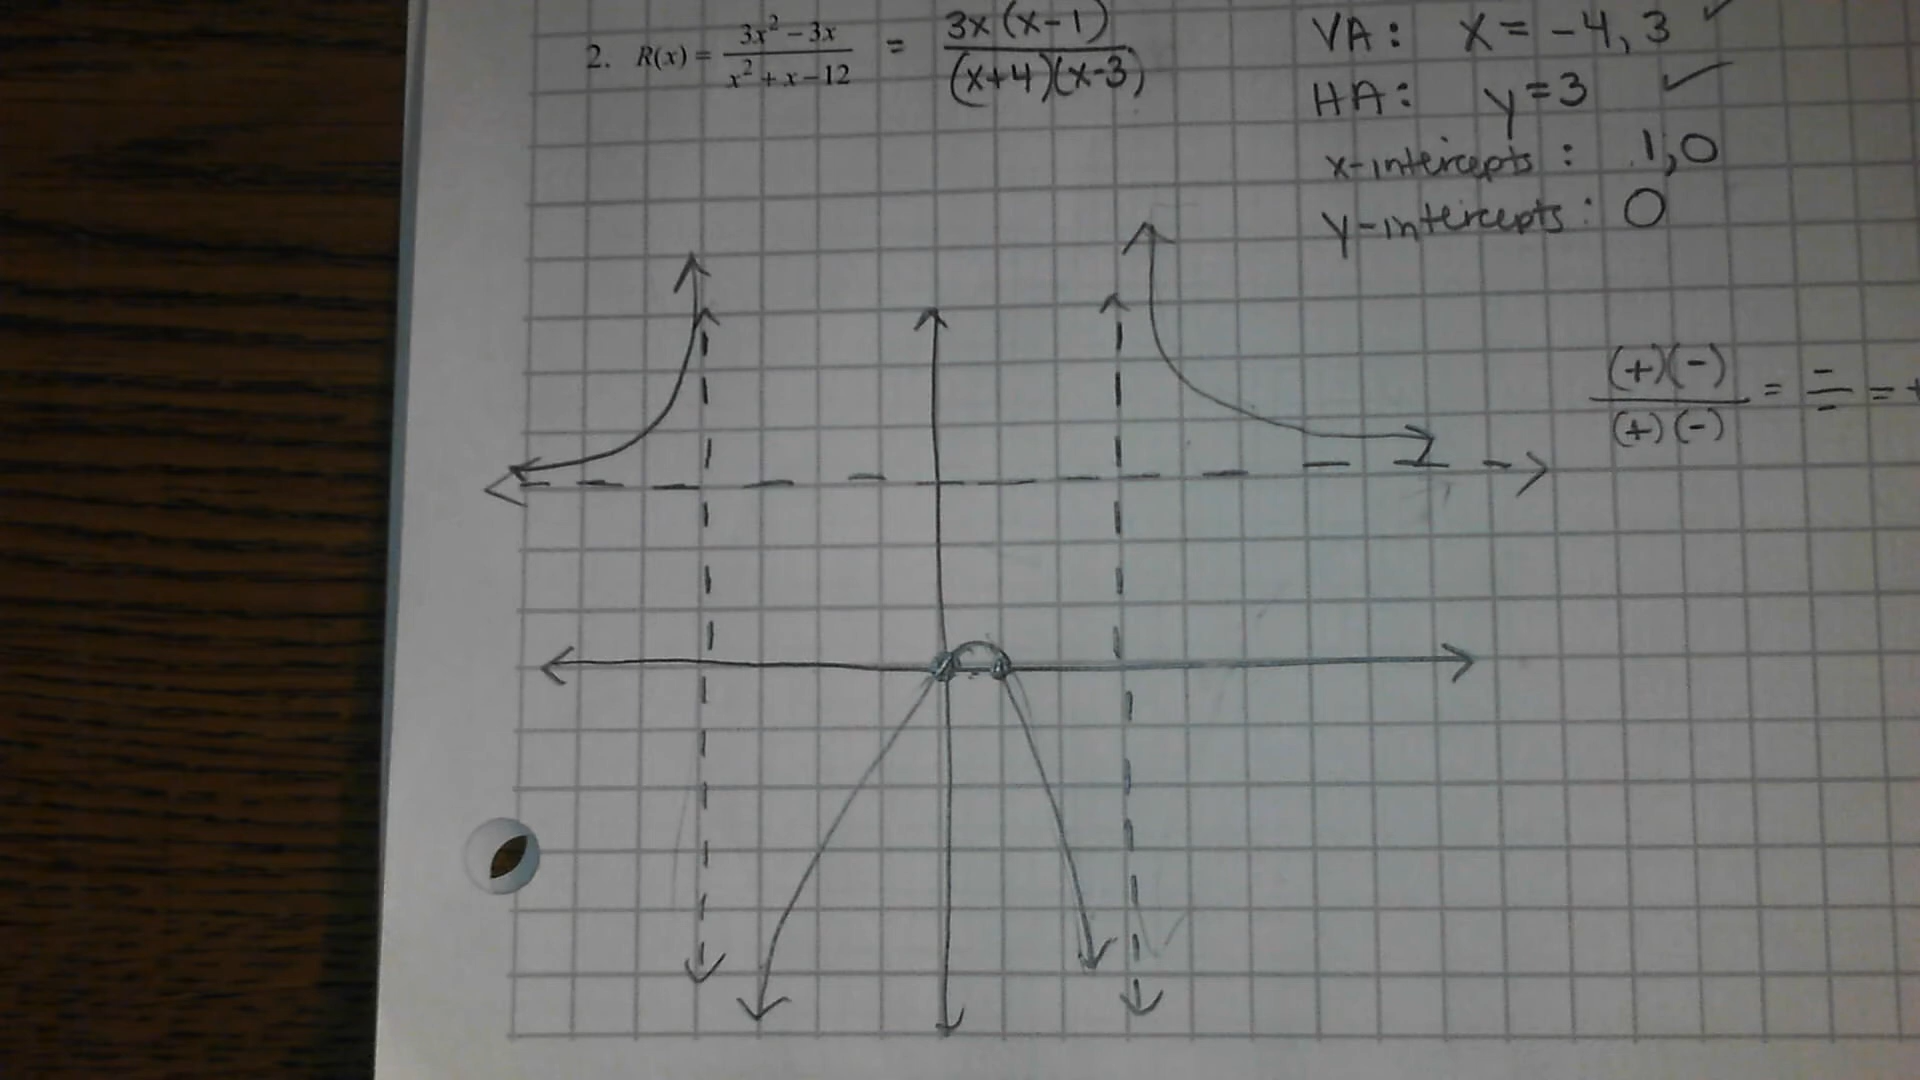 2. R(x) = (3x² – 3x)/(x² + x – 12) = (3x(x-1))/((x+4)(x-3))
VA: x = -4, 3 ✓
HA: y=3 ✓
x-intercepts: 1,0
y-intercepts: 0
((+)(-))/((+)(-)) = -/- = +